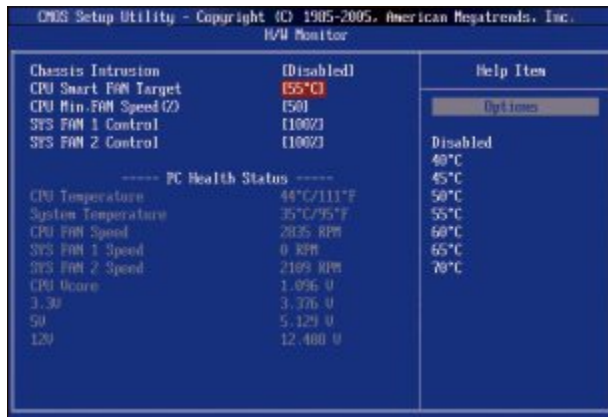 CMOS Setup Utility - Copyright (C) 1985-2005, American Megatrends, Inc.
H/W Monitor
Chassis Intrusion [Disabled]
CPU Smart FAN Target [55°C]
CPU Min.FAN Speed(%) [50]
SYS FAN 1 Control [100%]
SYS FAN 2 Control [100%]
----- PC Health Status -----
CPU Temperature 44°C/111°F
System Temperature 35°C/95°F
CPU FAN Speed 2835 RPM
SYS FAN 1 Speed 0 RPM
SYS FAN 2 Speed 2109 RPM
CPU Vcore 1.096 V
3.3V 3.376 V
5V 5.129 V
12V 12.408 V
Help Item
Options
Disabled
40°C
45°C
50°C
55°C
60°C
65°C
70°C